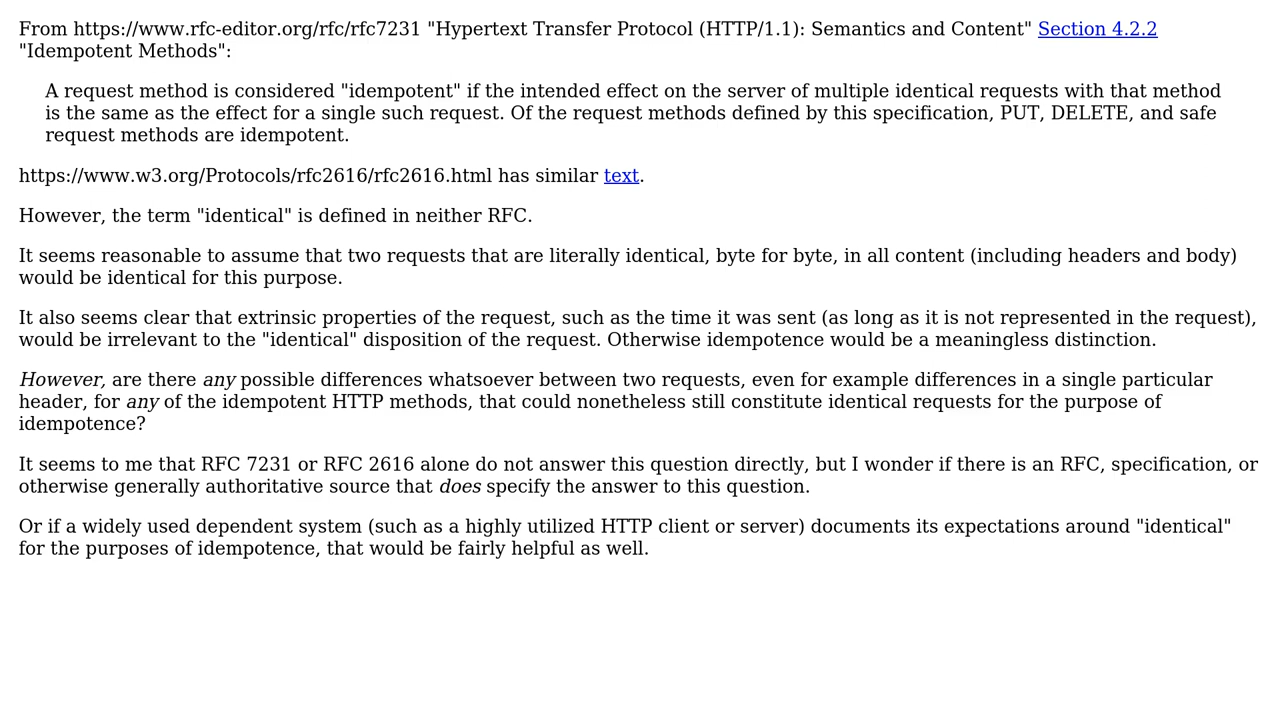 From https://www.rfc-editor.org/rfc/rfc7231 "Hypertext Transfer Protocol (HTTP/1.1): Semantics and Content" Section 4.2.2
"Idempotent Methods":
A request method is considered "idempotent" if the intended effect on the server of multiple identical requests with that method
is the same as the effect for a single such request. Of the request methods defined by this specification, PUT, DELETE, and safe
request methods are idempotent.
https://www.w3.org/Protocols/rfc2616/rfc2616.html has similar text.
However, the term "identical" is defined in neither RFC.
It seems reasonable to assume that two requests that are literally identical, byte for byte, in all content (including headers and body)
would be identical for this purpose.
It also seems clear that extrinsic properties of the request, such as the time it was sent (as long as it is not represented in the request),
would be irrelevant to the "identical" disposition of the request. Otherwise idempotence would be a meaningless distinction.
However, are there any possible differences whatsoever between two requests, even for example differences in a single particular
header, for any of the idempotent HTTP methods, that could nonetheless still constitute identical requests for the purpose of
idempotence?
It seems to me that RFC 7231 or RFC 2616 alone do not answer this question directly, but I wonder if there is an RFC, specification, or
otherwise generally authoritative source that does specify the answer to this question.
Or if a widely used dependent system (such as a highly utilized HTTP client or server) documents its expectations around "identical"
for the purposes of idempotence, that would be fairly helpful as well.